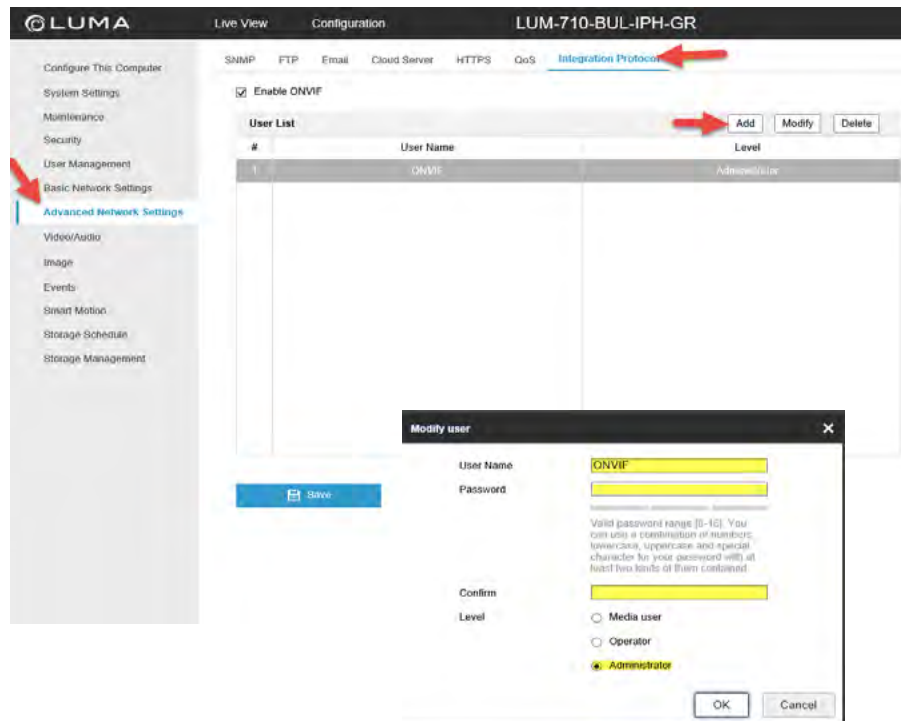 LUMA
Live View Configuration LUM-710-BUL-IPH-GR
SNMP FTP Email Cloud Server HTTPS QoS Integration Protocol
Configure This Computer
System Settings
Maintenance
Security
User Management
Basic Network Settings
Advanced Network Settings
Video/Audio
Image
Events
Smart Motion
Storage Schedule
Storage Management
Enable ONVIF
User List Add Modify Delete
# User Name Level
1 ONVIF Administrator
Save
Modify user ×
User Name ONVIF
Password
Valid password range [8-16]. You
can use a combination of numbers,
lowercase, uppercase and special
character for your password with at
least two kinds of them contained.
Confirm
Level Media user
Operator
Administrator
OK Cancel